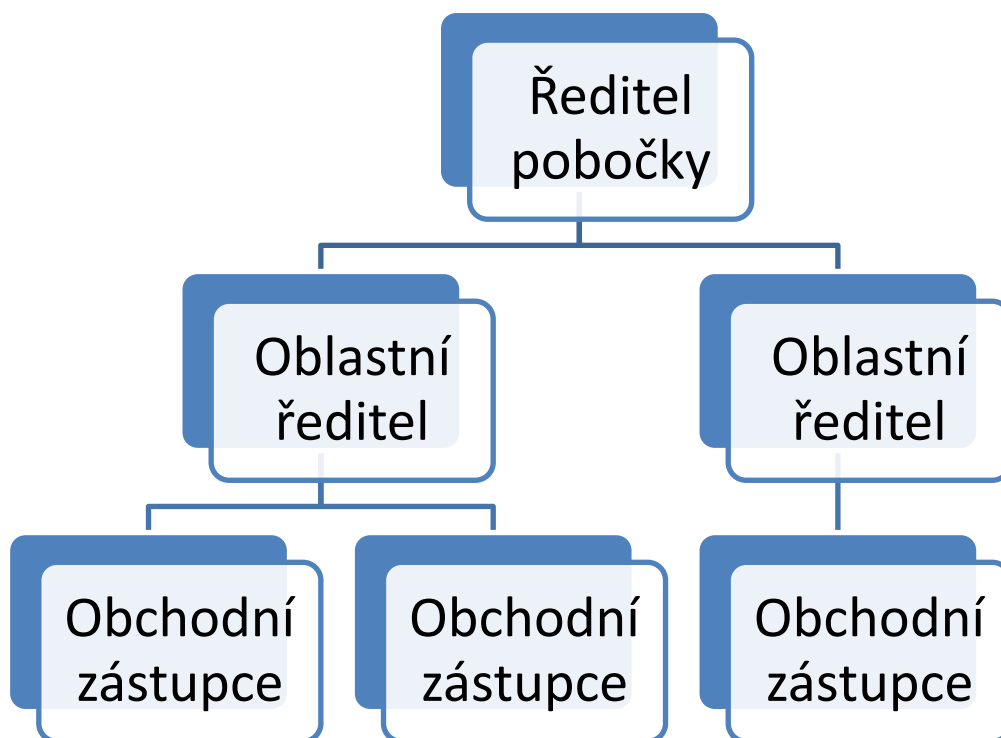 Ředitel
pobočky
Oblastní
ředitel
Oblastní
ředitel
Obchodní
zástupce
Obchodní
zástupce
Obchodní
zástupce